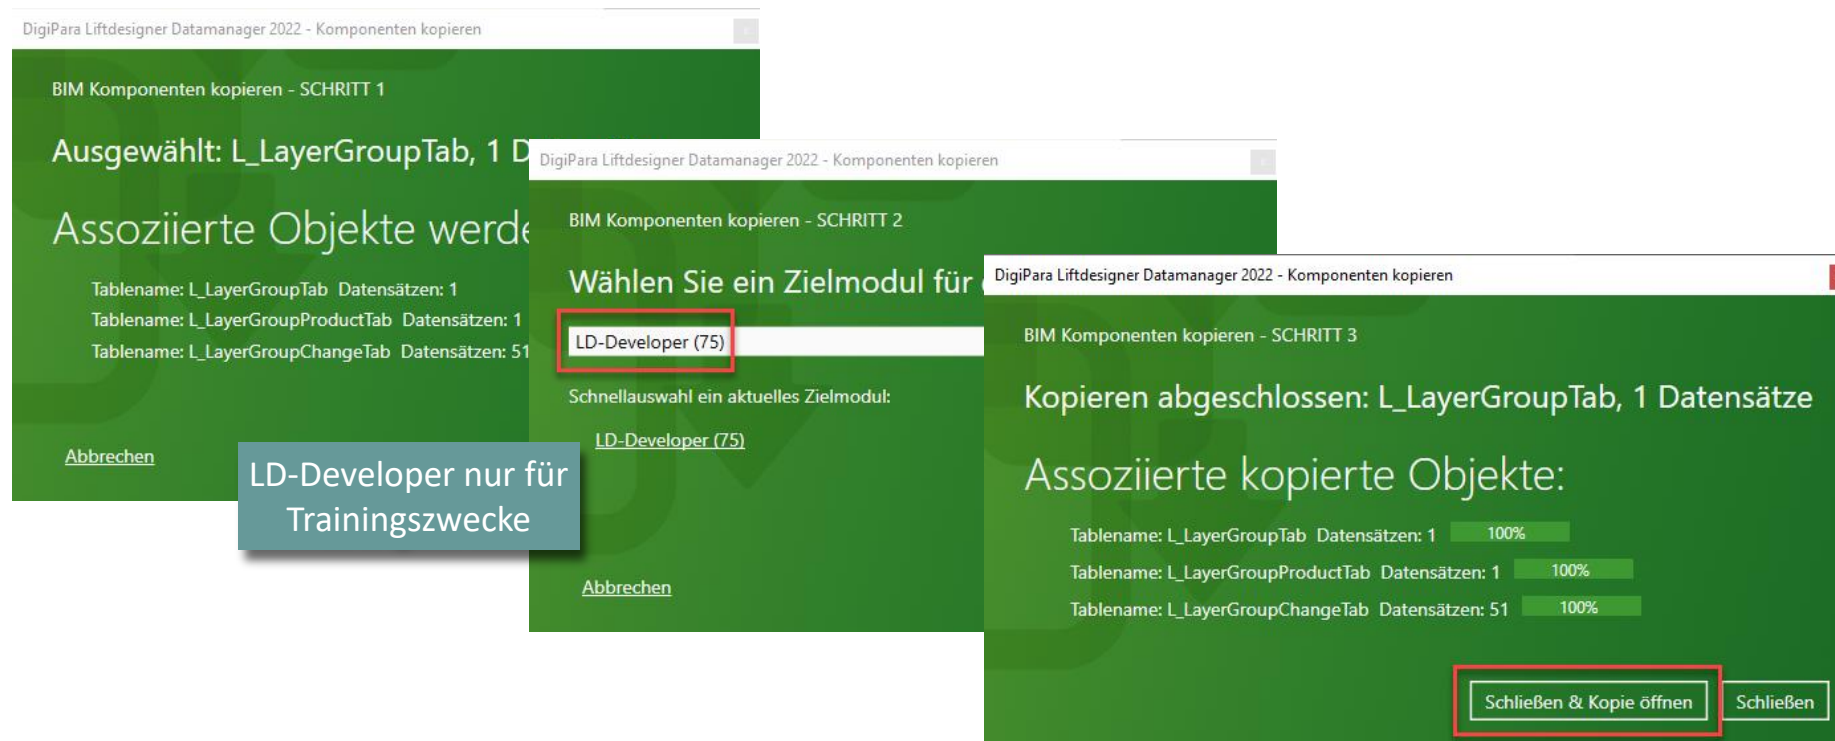 DigiPara Liftdesigner Datamanager 2022 - Komponenten kopieren
BIM Komponenten kopieren - SCHRITT 1
Ausgewählt: L_LayerGroupTab, 1 D
Assoziierte Objekte werde
Tablename: L_LayerGroupTab Datensätzen: 1
Tablename: L_LayerGroupProductTab Datensätzen: 1
Tablename: L_LayerGroupChangeTab Datensätzen: 51
Abbrechen
LD-Developer nur für
Trainingszwecke
DigiPara Liftdesigner Datamanager 2022 - Komponenten kopieren
BIM Komponenten kopieren - SCHRITT 2
Wählen Sie ein Zielmodul für
LD-Developer (75)
Schnellauswahl ein aktuelles Zielmodul:
LD-Developer (75)
Abbrechen
DigiPara Liftdesigner Datamanager 2022 - Komponenten kopieren
BIM Komponenten kopieren - SCHRITT 3
Kopieren abgeschlossen: L_LayerGroupTab, 1 Datensätze
Assoziierte kopierte Objekte:
Tablename: L_LayerGroupTab Datensätzen: 1 100%
Tablename: L_LayerGroupProductTab Datensätzen: 1 100%
Tablename: L_LayerGroupChangeTab Datensätzen: 51 100%
Schließen & Kopie öffnen Schließen